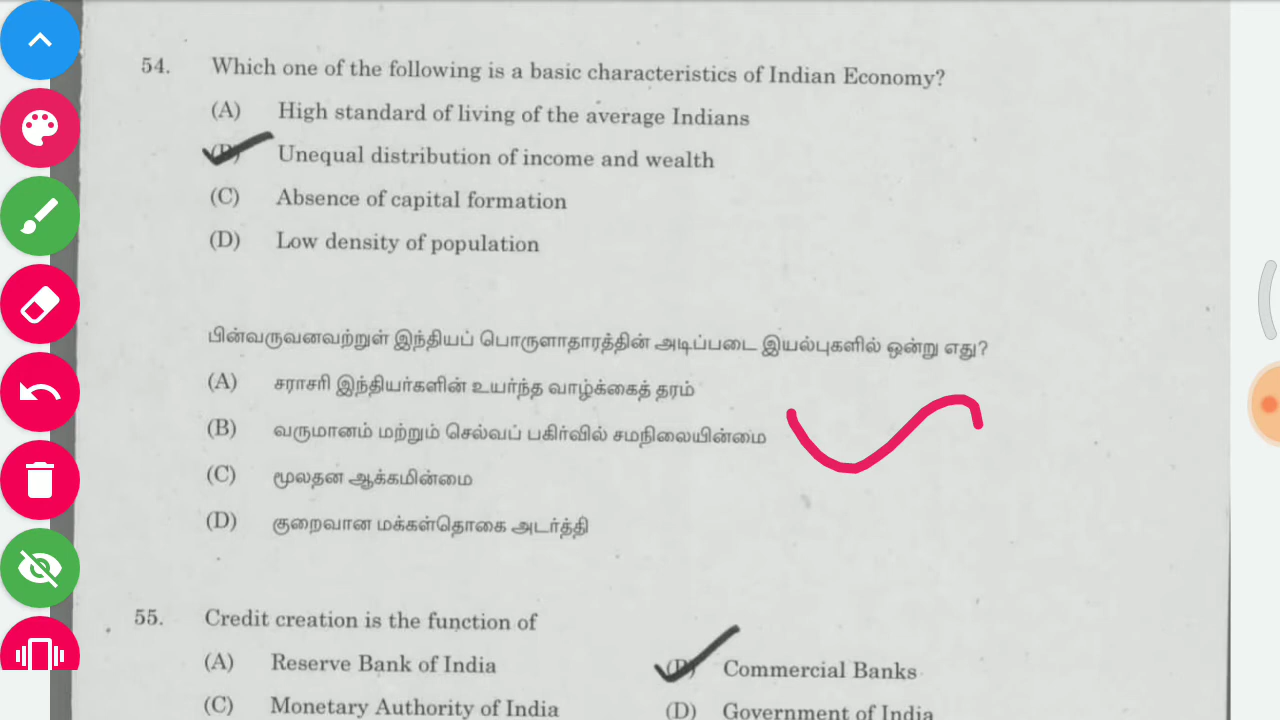 54. Which one of the following is a basic characteristics of Indian Economy?
(A) High standard of living of the average Indians
(B) Unequal distribution of income and wealth
(C) Absence of capital formation
(D) Low density of population
பின்வருவனவற்றுள் இந்தியப் பொருளாதாரத்தின் அடிப்படை இயல்புகளில் ஒன்று எது?
(A) சராசரி இந்தியர்களின் உயர்ந்த வாழ்க்கைத் தரம்
(B) வருமானம் மற்றும் செல்வப் பகிர்வில் சமநிலையின்மை
(C) மூலதன ஆக்கமின்மை
(D) குறைவான மக்கள்தொகை அடர்த்தி
55. Credit creation is the function of
(A) Reserve Bank of India (B) Commercial Banks
(C) Monetary Authority of India (D) Government of India